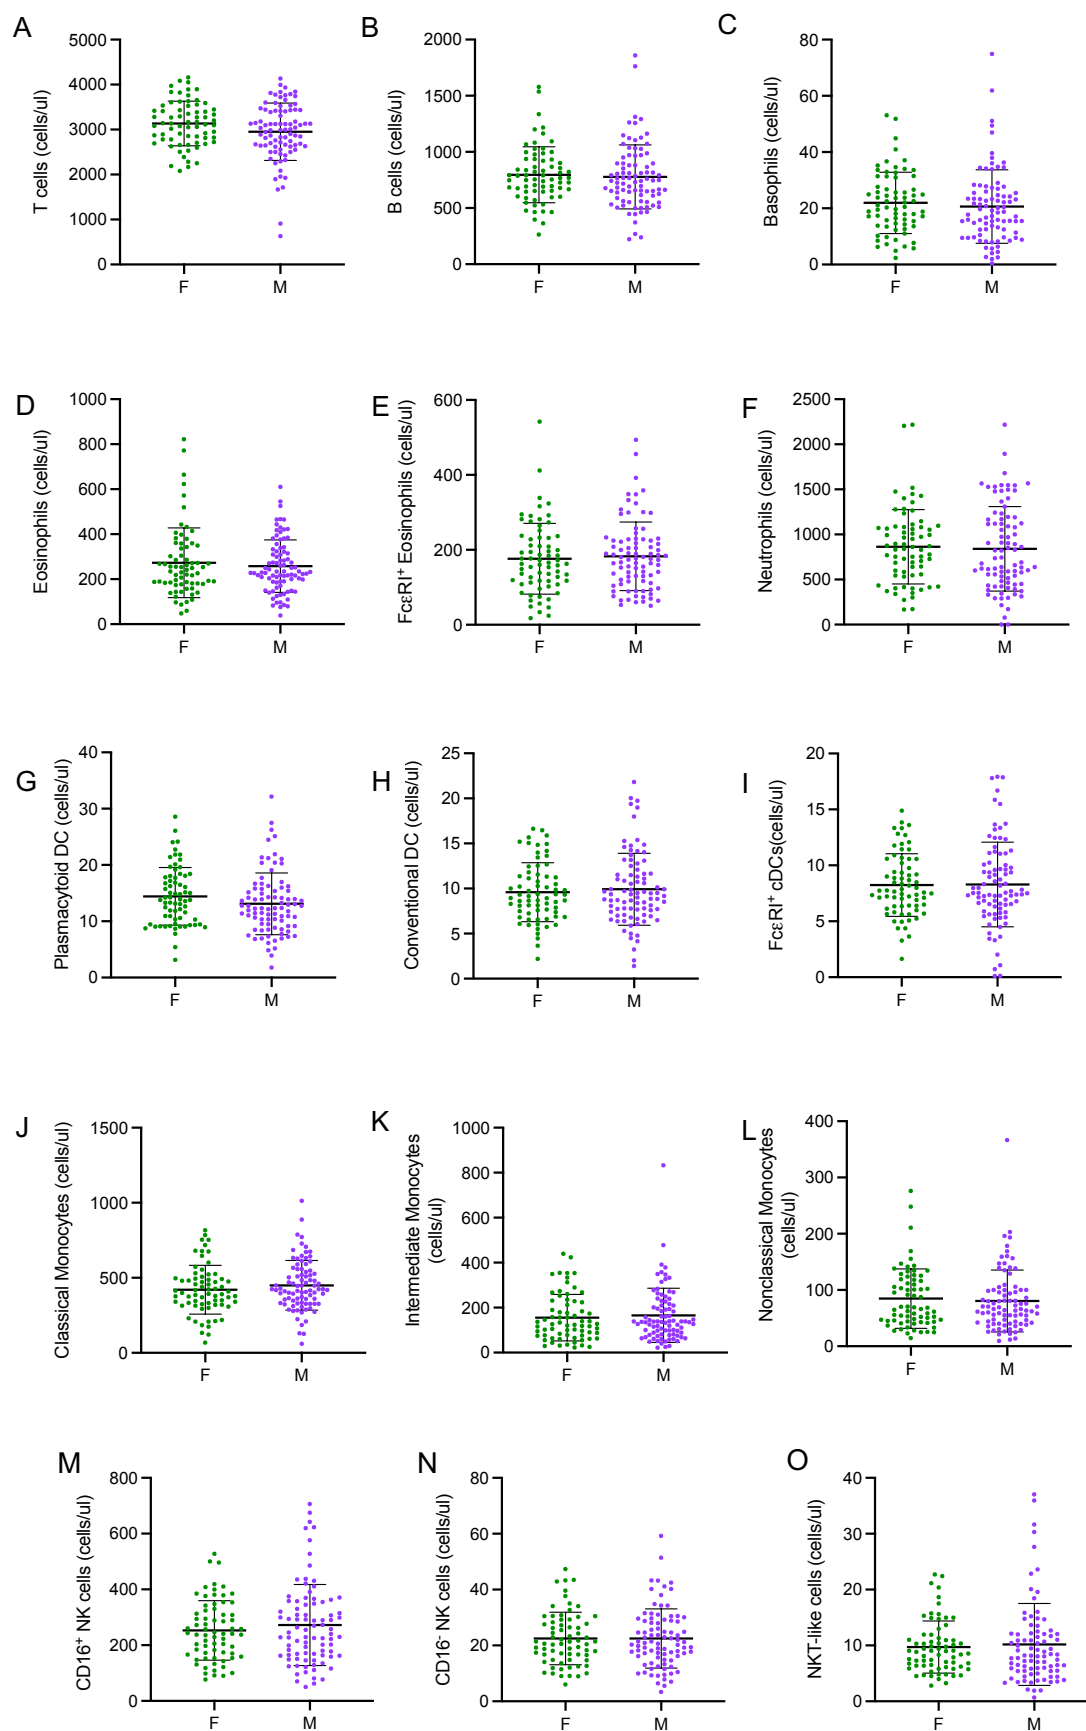 A
T cells (cells/ul)
5000
4000
3000
2000
1000
0
F
M
B
B cells (cells/ul)
2000
1500
1000
500
0
F
M
C
Basophils (cells/ul)
80
60
40
20
0
F
M
D
Eosinophils (cells/ul)
1000
800
600
400
200
0
F
M
E
FcεRI⁺ Eosinophils (cells/ul)
600
400
200
0
F
M
F
Neutrophils (cells/ul)
2500
2000
1500
1000
500
0
F
M
G
Plasmacytoid DC (cells/ul)
40
30
20
10
0
F
M
H
Conventional DC (cells/ul)
25
20
15
10
5
0
F
M
I
FcεRI⁺ cDCs(cells/ul)
20
15
10
5
0
F
M
J
Classical Monocytes (cells/ul)
1500
1000
500
0
F
M
K
Intermediate Monocytes
(cells/ul)
1000
800
600
400
200
0
F
M
L
Nonclassical Monocytes
(cells/ul)
400
300
200
100
0
F
M
M
CD16⁺ NK cells (cells/ul)
800
600
400
200
0
F
M
N
CD16⁻ NK cells (cells/ul)
80
60
40
20
0
F
M
O
NKT-like cells (cells/ul)
40
30
20
10
0
F
M